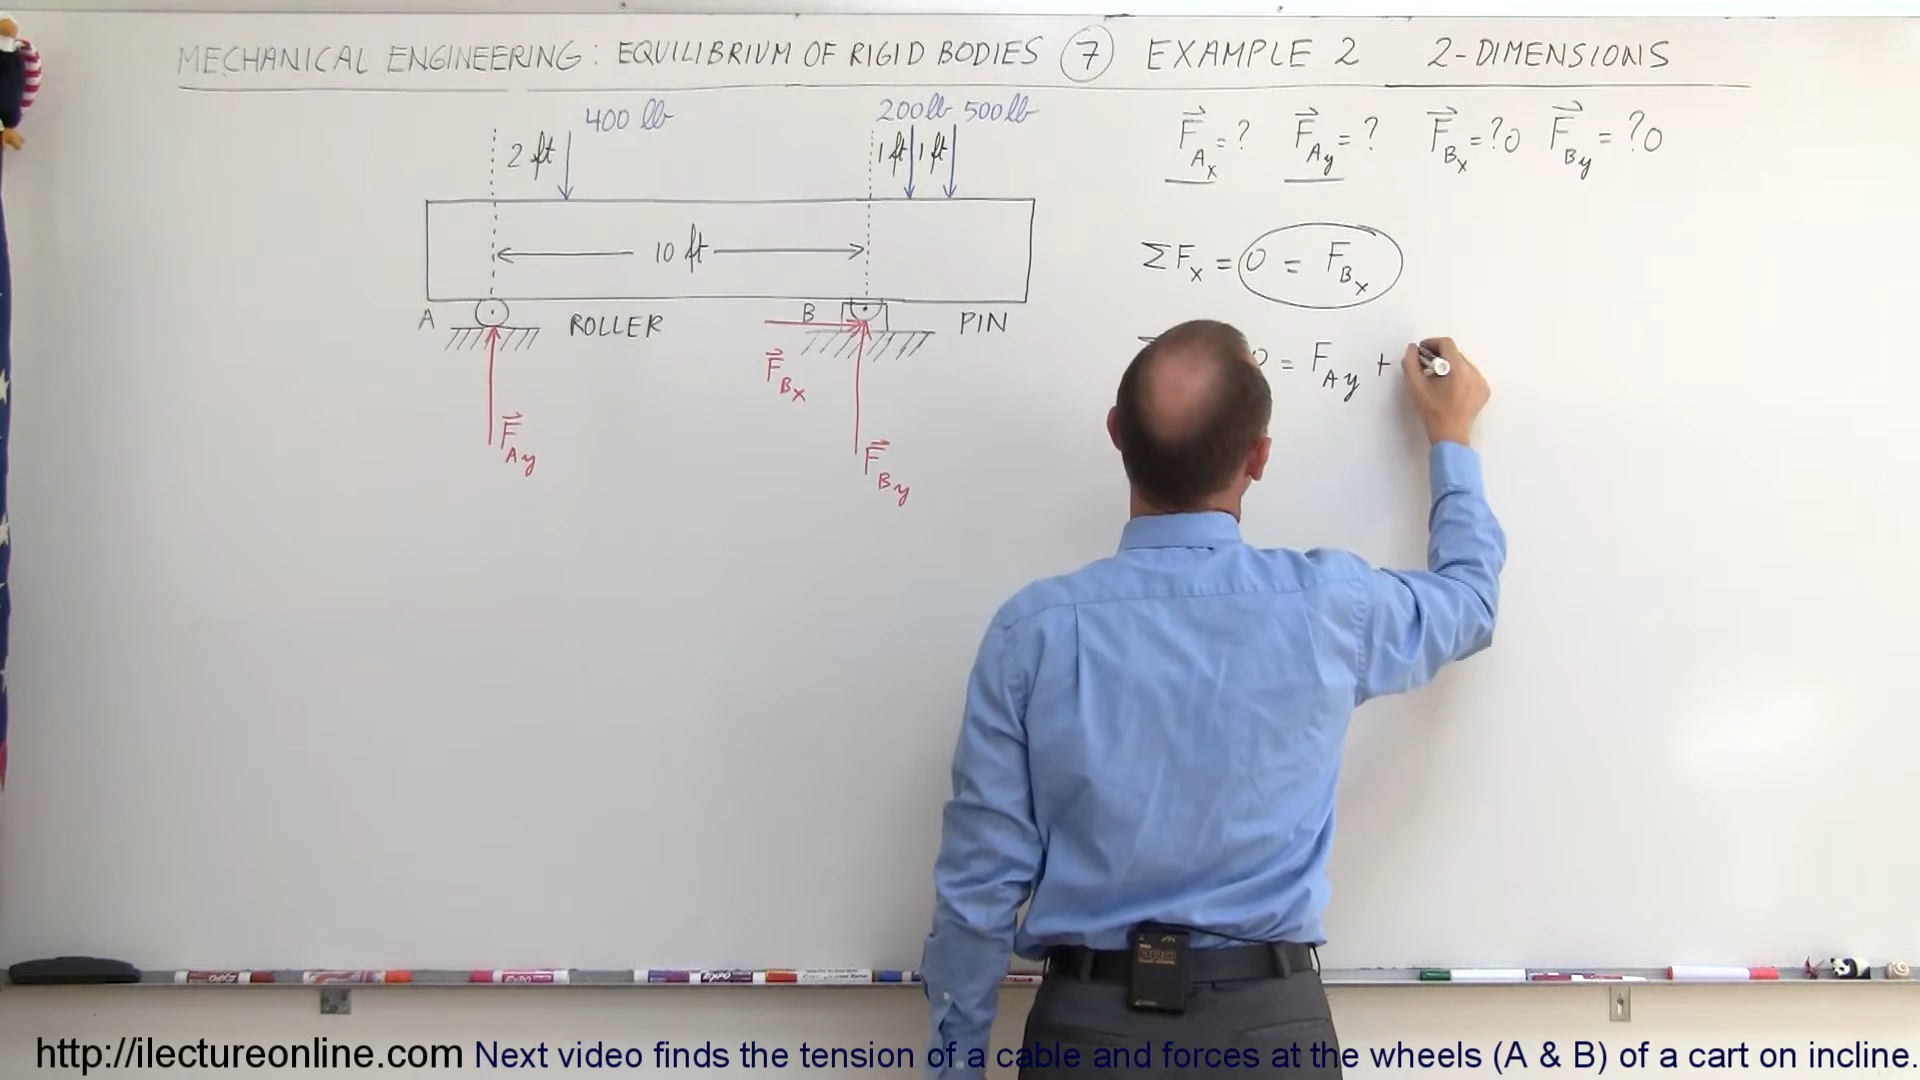 MECHANICAL ENGINEERING: EQUILIBRIUM OF RIGID BODIES 7 EXAMPLE 2 2-DIMENSIONS
400 lb 200 lb 500 lb
2 ft 1 ft 1 ft
10 ft
A ROLLER B PIN
F⃗Bx
F⃗Ay
F⃗By
F⃗Ax = ? F⃗Ay = ? F⃗Bx = ?0 F⃗By = ?0
ΣFx = 0 = FBx
0 = FAy +
EXPO
http://ilectureonline.com Next video finds the tension of a cable and forces at the wheels (A & B) of a cart on incline.